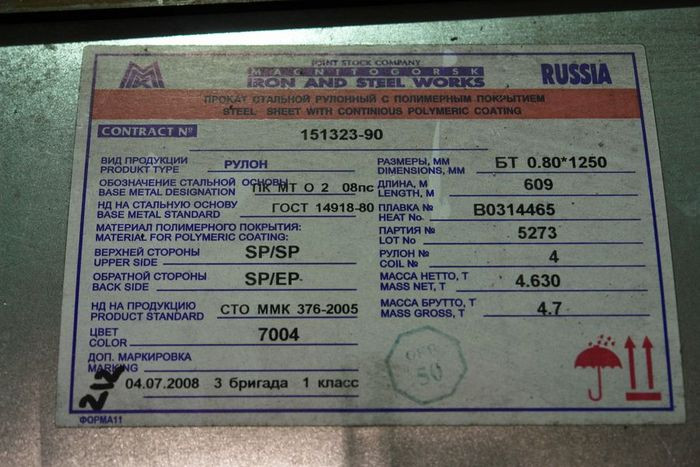 JOINT STOCK COMPANY
MAGNITOGORSK
IRON AND STEEL WORKS
RUSSIA
ПРОКАТ СТАЛЬНОЙ РУЛОННЫЙ С ПОЛИМЕРНЫМ ПОКРЫТИЕМ
STEEL SHEET WITH CONTINIOUS POLYMERIC COATING
CONTRACT № 151323-90
ВИД ПРОДУКЦИИ РУЛОН
PRODUKT TYPE
ОБОЗНАЧЕНИЕ СТАЛЬНОЙ ОСНОВЫ ПК МТ О 2 08пс
BASE METAL DESIGNATION
НД НА СТАЛЬНУЮ ОСНОВУ ГОСТ 14918-80
BASE METAL STANDARD
МАТЕРИАЛ ПОЛИМЕРНОГО ПОКРЫТИЯ:
MATERIAL FOR POLYMERIC COATING:
ВЕРХНЕЙ СТОРОНЫ SP/SP
UPPER SIDE
ОБРАТНОЙ СТОРОНЫ SP/EP
BACK SIDE
НД НА ПРОДУКЦИЮ СТО ММК 376-2005
PRODUCT STANDARD
ЦВЕТ 7004
COLOR
ДОП. МАРКИРОВКА
MARKING
04.07.2008 3 бригада 1 класс
ФОРМА11
РАЗМЕРЫ, ММ БТ 0.80*1250
DIMENSIONS, MM
ДЛИНА, М 609
LENGTH, M
ПЛАВКА № В0314465
HEAT No
ПАРТИЯ № 5273
LOT No
РУЛОН № 4
COIL №
МАССА НЕТТО, Т 4.630
MASS NET, T
МАССА БРУТТО, Т 4.7
MASS GROSS, T